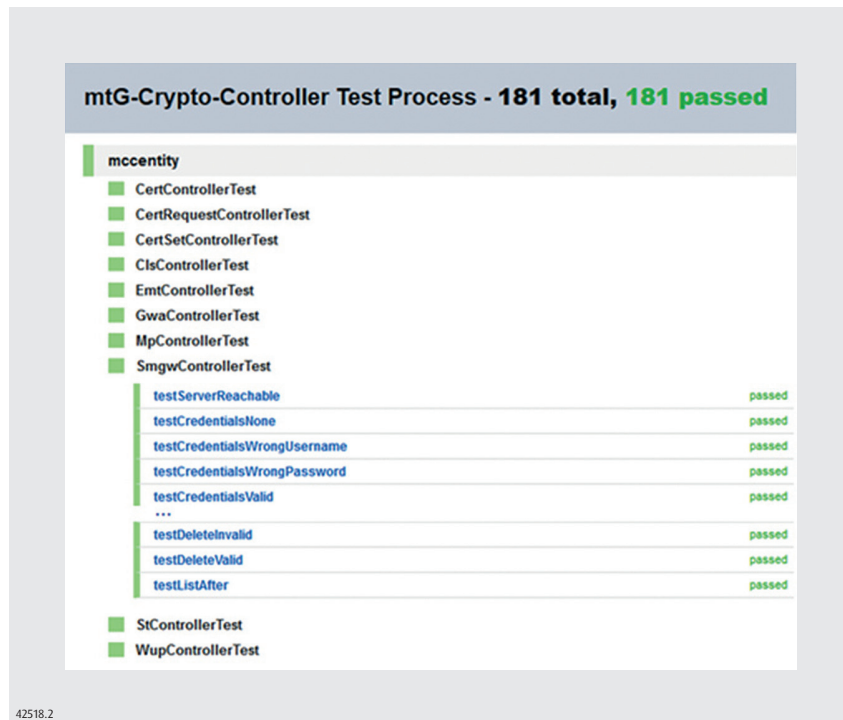 mtG-Crypto-Controller Test Process - 181 total, 181 passed
mccentity
CertControllerTest
CertRequestControllerTest
CertSetControllerTest
ClsControllerTest
EmtControllerTest
GwaControllerTest
MpControllerTest
SmgwControllerTest
testServerReachable passed
testCredentialsNone passed
testCredentialsWrongUsername passed
testCredentialsWrongPassword passed
testCredentialsValid passed
...
testDeleteInvalid passed
testDeleteValid passed
testListAfter passed
StControllerTest
WupControllerTest
42518.2